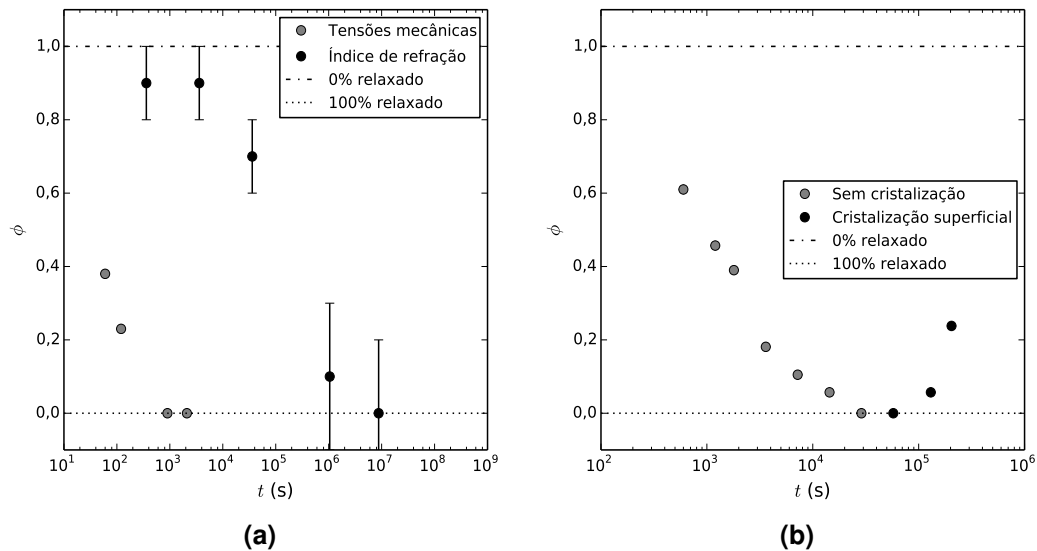 Tensões mecânicas
Índice de refração
0% relaxado
100% relaxado
1,0
0,8
0,6
0,4
0,2
0,0
ϕ
10¹ 10² 10³ 10⁴ 10⁵ 10⁶ 10⁷ 10⁸ 10⁹
t (s)
(a)
Sem cristalização
Cristalização superficial
0% relaxado
100% relaxado
1,0
0,8
0,6
0,4
0,2
0,0
ϕ
10² 10³ 10⁴ 10⁵ 10⁶
t (s)
(b)